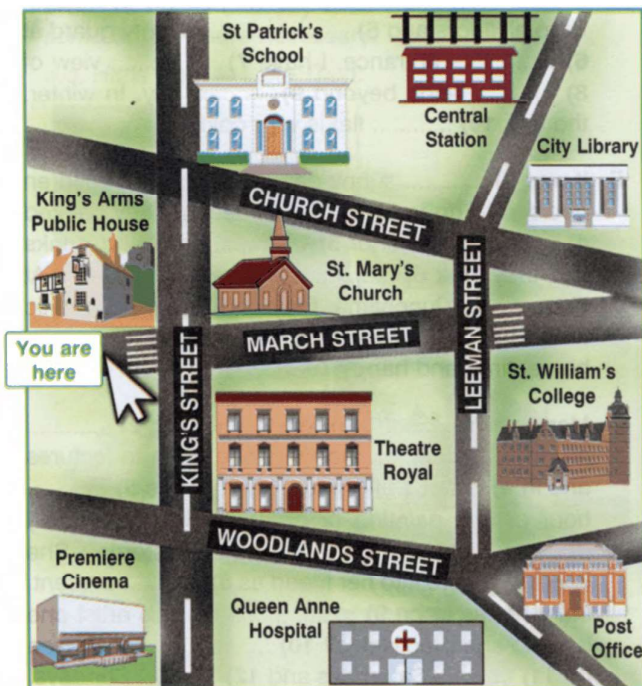 St Patrick's
School
Central
Station
City Library
King's Arms
Public House
CHURCH STREET
St. Mary's
Church
You are
here
MARCH STREET
KING'S STREET
LEEMAN STREET
St. William's
College
Theatre
Royal
WOODLANDS STREET
Premiere
Cinema
Queen Anne
Hospital
Post
Office